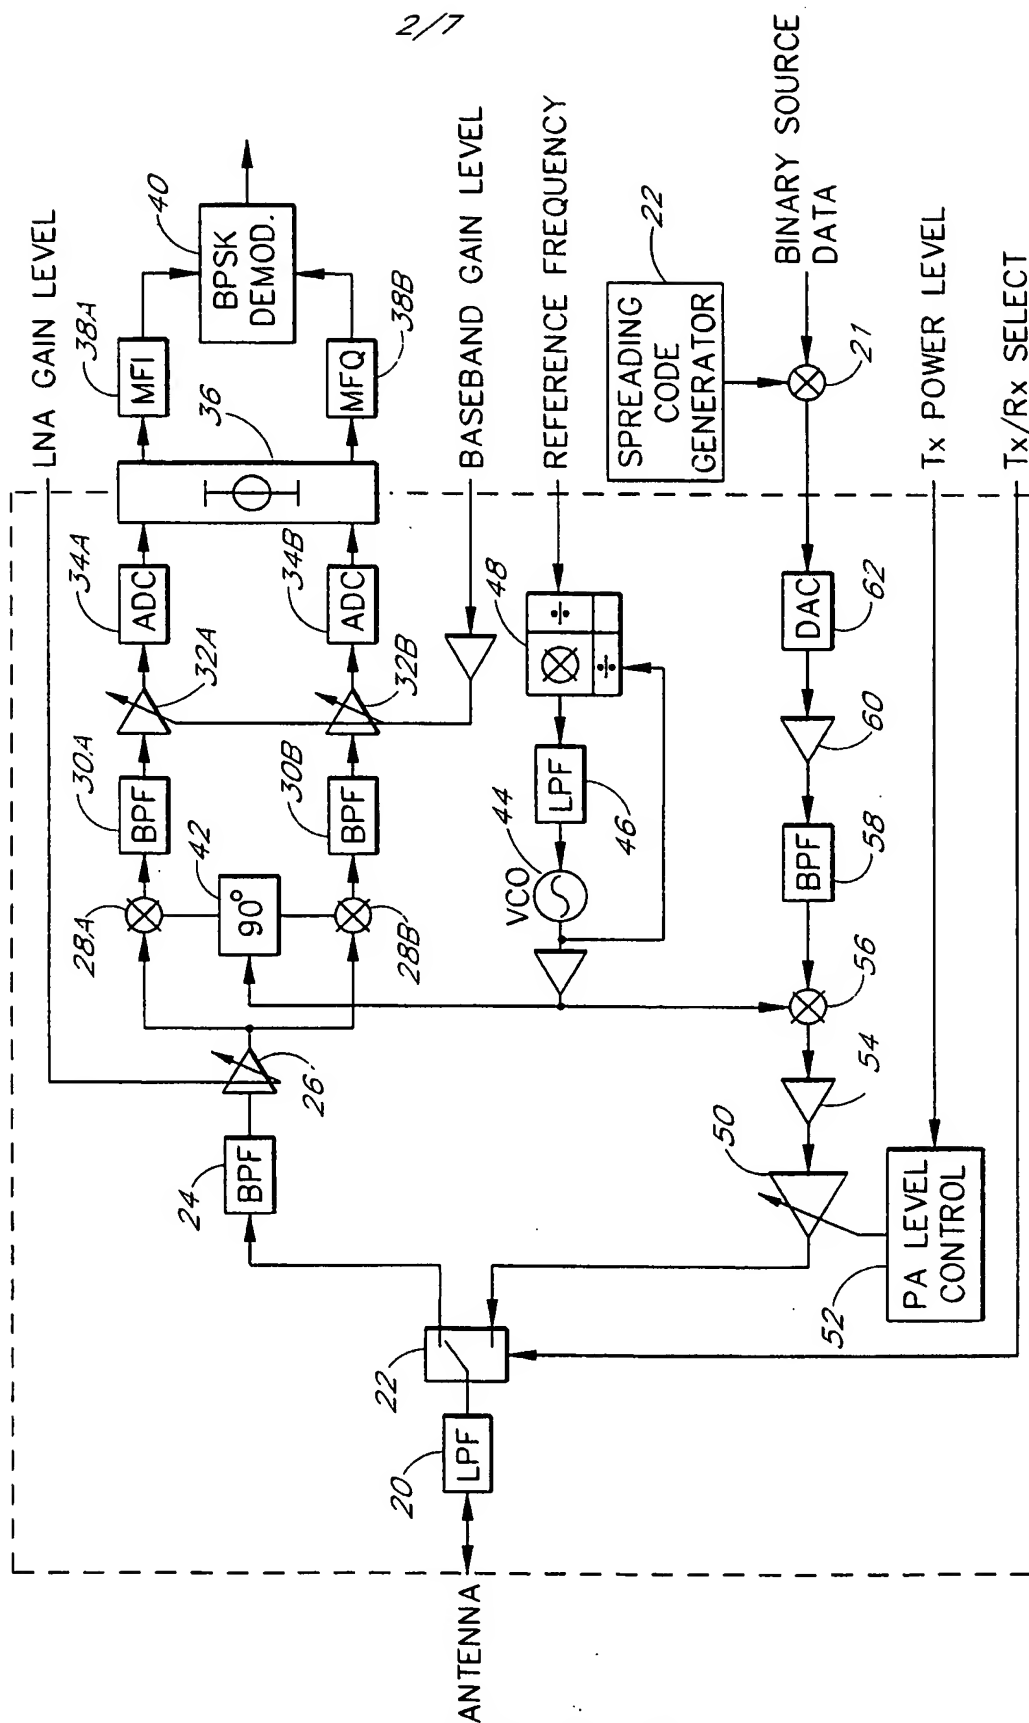 2/7
LNA GAIN LEVEL
38A
MFI
40
BPSK
DEMOD.
36
MFQ
38B
34A
ADC
34B
ADC
32A
32B
BASEBAND GAIN LEVEL
30A
BPF
30B
BPF
28A
42
90°
28B
26
24
BPF
REFERENCE FREQUENCY
÷
÷
48
LPF
46
44
VCO
22
SPREADING
CODE
GENERATOR
BINARY SOURCE
DATA
21
DAC
62
60
BPF
58
56
54
50
Tx POWER LEVEL
PA LEVEL
CONTROL
52
Tx/Rx SELECT
22
20
LPF
ANTENNA